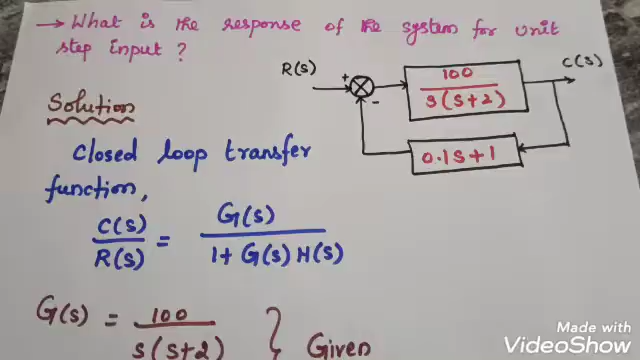 → What is the response of the system for unit
step input ?
R(s)
+
-
100
s(s+2)
C(s)
0.1s+1
Solution
Closed loop transfer
function,
C(s)/R(s) = G(s)/1+ G(s) H(s)
G(s) = 100/s(s+2) } Given
Made with
VideoShow